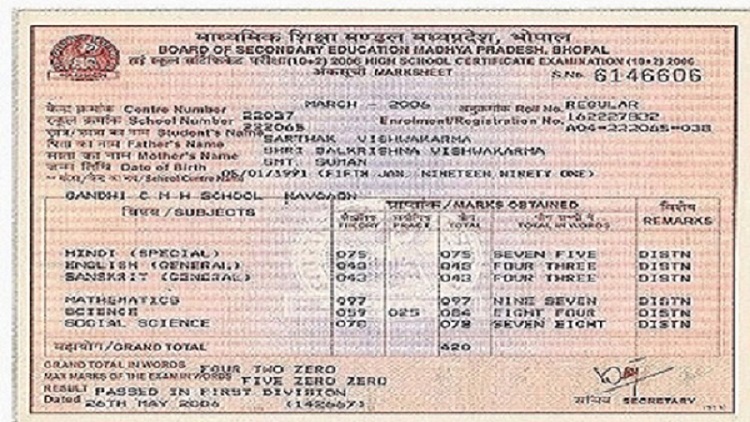 माध्यमिक शिक्षा मण्डल मध्यप्रदेश, भोपाल
BOARD OF SECONDARY EDUCATION MADHYA PRADESH, BHOPAL
हाई स्कूल सर्टिफिकेट परीक्षा(10+2) 2006 HIGH SCHOOL CERTIFICATE EXAMINATION (10+2) 2006
अंकसूची MARKSHEET
S.No. 6146606
MARCH - 2006
केन्द्र क्रमांक Centre Number 22037 अनुक्रमांक Roll No. REGULAR
स्कूल क्रमांक School Number 222065 Enrolment/Registration No. 162227832
छात्र/छात्रा का नाम Student's Name SARTHAK VISHWAKARMA A04-222065-038
पिता का नाम Father's Name SHRI BALKRISHNA VISHWAKARMA
माता का नाम Mother's Name SMT. SUMAN
जन्म तिथि Date of Birth 05/01/1991 (FIFTH JAN. NINETEEN NINETY ONE)
School/Centre Name
GANDHI C M H SCHOOL
विषय / SUBJECTS प्राप्तांक / MARKS OBTAINED विशेष
THEORY PRACT. TOTAL TOTAL IN WORDS REMARKS
HINDI (SPECIAL) 075 075 SEVEN FIVE DISTN
ENGLISH (GENERAL) 043 043 FOUR THREE DISTN
SANSKRIT (GENERAL) 043 043 FOUR THREE DISTN
MATHEMATICS 097 097 NINE SEVEN DISTN
SCIENCE 059 025 084 EIGHT FOUR DISTN
SOCIAL SCIENCE 078 078 SEVEN EIGHT DISTN
महायोग/GRAND TOTAL 420
GRAND TOTAL IN WORDS FOUR TWO ZERO
MAX MARKS OF THE EXAM IN WORDS FIVE ZERO ZERO
RESULT PASSED IN FIRST DIVISION
Dated 26TH MAY 2006 (142667) सचिव SECRETARY